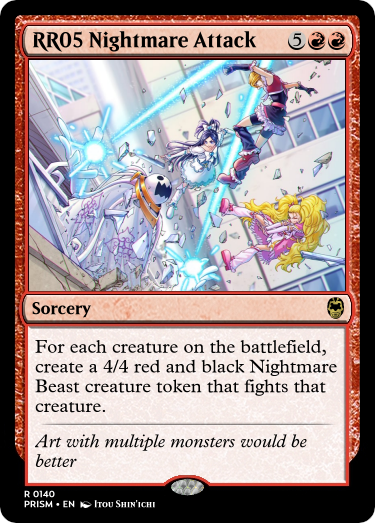 RR05 Nightmare Attack 5
Sorcery
For each creature on the battlefield,
create a 4/4 red and black Nightmare
Beast creature token that fights that
creature.
Art with multiple monsters would be
better
R 0140
PRISM • EN Itou Shin'ichi